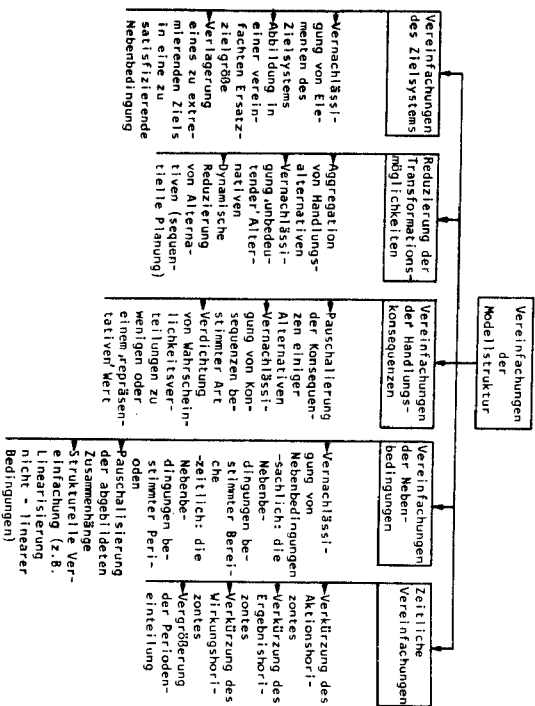 Vereinfachungen
der
Modellstruktur
Vereinfachungen
des Zielsystems
Vernachlässi-
gung von Ele-
menten des
Zielsystems
Abbildung in
einer verein-
fachten Ersatz-
zielgröße
Verlagerung
eines zu extre-
mierenden Ziels
in eine zu
satisfizierende
Nebenbedingung
Reduzierung der
Transformations-
möglichkeiten
Aggregation
von Handlungs-
alternativen
Vernachlässi-
gung‚unbedeu-
tender'Alter-
nativen
Dynamische
Reduzierung
von Alterna-
tiven (sequen-
tielle Planung)
Vereinfachungen
der Handlungs-
konsequenzen
Pauschalierung
der Konsequen-
zen einiger
Alternativen
Vernachlässi-
gung von Kon-
sequenzen be-
stimmter Art
Verdichtung
von Wahrschein-
lichkeitsver-
teilungen zu
wenigen oder
einem‚repräsen-
tativen'Wert
Vereinfachungen
der Neben-
bedingungen
Vernachlässi-
gung von
Nebenbedingungen
-sachlich: die
Nebenbe-
dingungen be-
stimmter Berei-
che
-zeitlich: die
Nebenbe-
dingungen be-
stimmter Peri-
oden
Pauschalisierung
der abgebildeten
Zusammenhänge
Strukturelle Ver-
einfachung (z.B.
Linearisierung
nicht - linearer
Bedingungen)
Zeitliche
Vereinfachungen
Verkürzung des
Aktionshori-
zontes
Verkürzung des
Ergebnishori-
zontes
Verkürzung des
Wirkungshori-
zontes
Vergrößerung
der Perioden-
einteilung